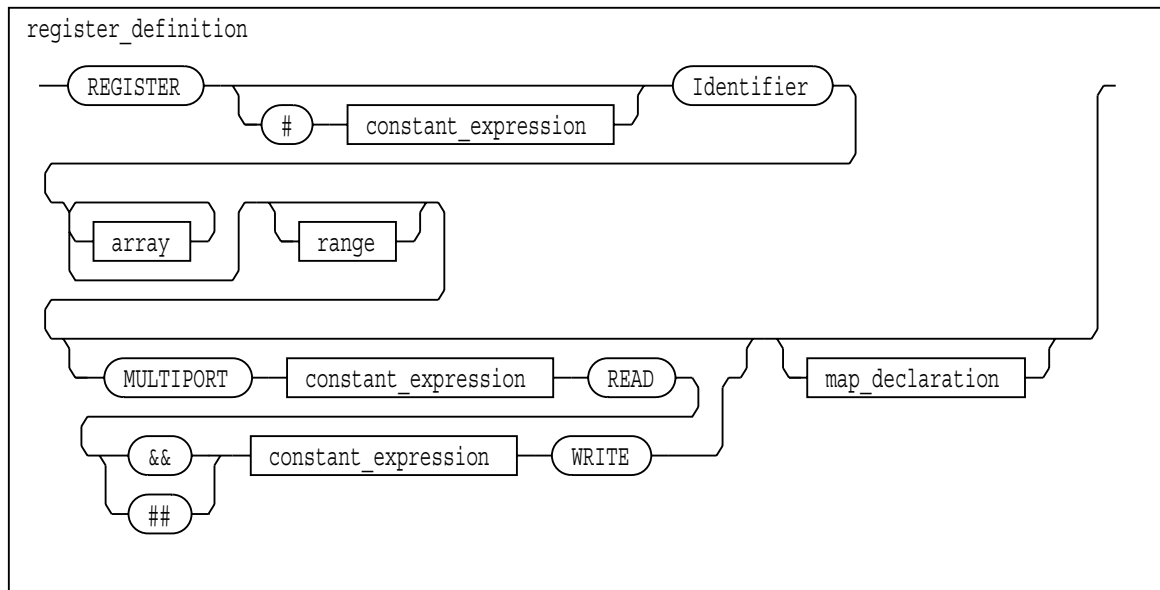 register_definition
REGISTER Identifier
# constant_expression
array range
MULTIPORT constant_expression READ map_declaration
&& constant_expression WRITE
##